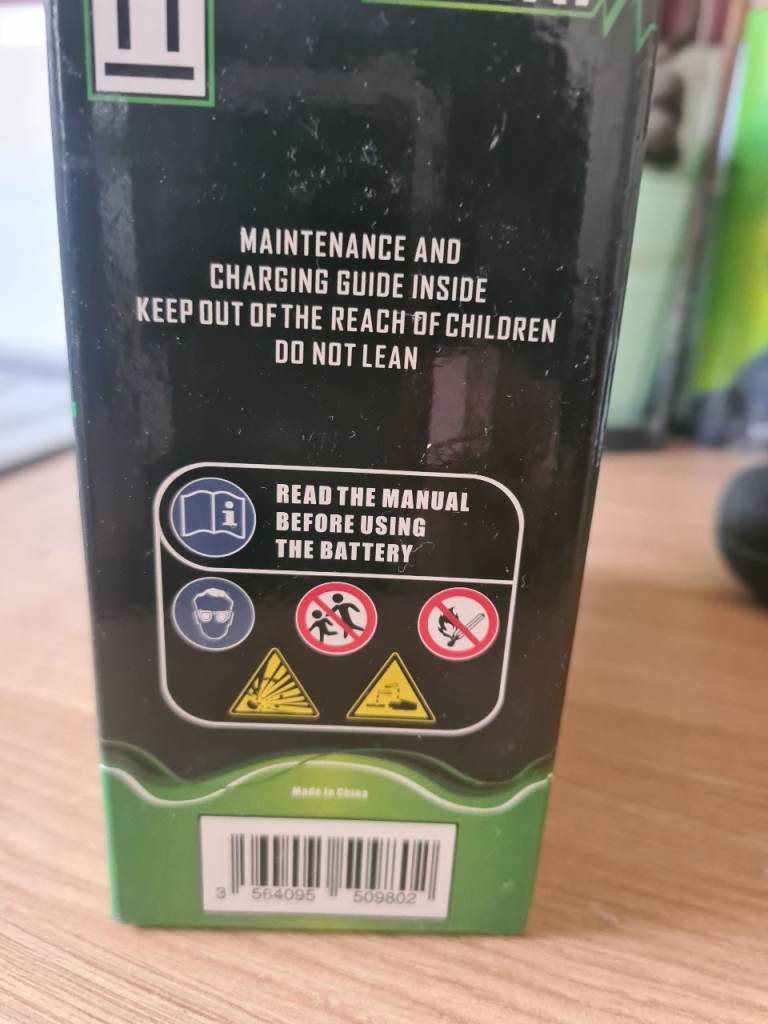 MAINTENANCE AND
CHARGING GUIDE INSIDE
KEEP OUT OF THE REACH OF CHILDREN
DO NOT LEAN
READ THE MANUAL
BEFORE USING
THE BATTERY
Made in China
3 564095 509802